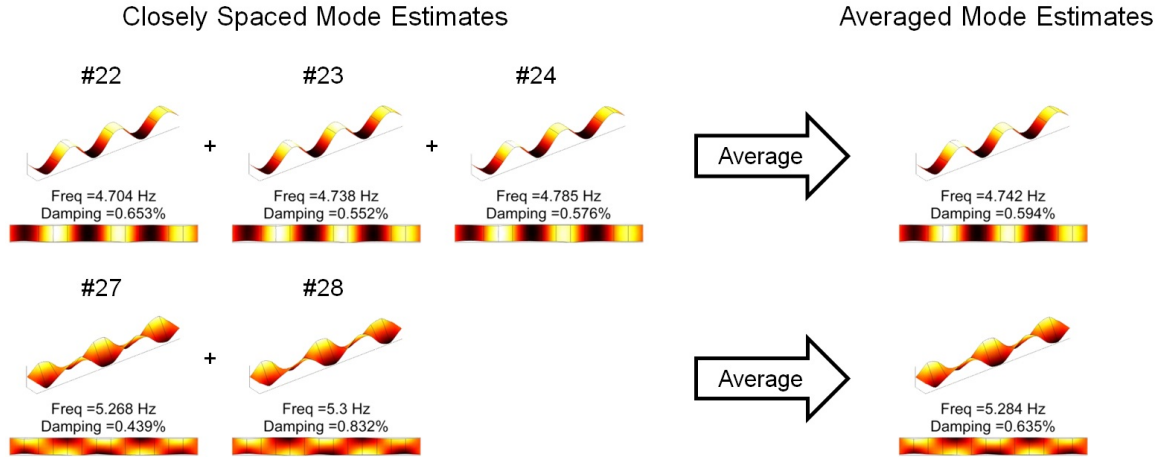 Closely Spaced Mode Estimates
Averaged Mode Estimates
#22
#23
#24
+
+
Average
Freq =4.704 Hz
Damping =0.653%
Freq =4.738 Hz
Damping =0.552%
Freq =4.785 Hz
Damping =0.576%
Freq =4.742 Hz
Damping =0.594%
#27
#28
+
Average
Freq =5.268 Hz
Damping =0.439%
Freq =5.3 Hz
Damping =0.832%
Freq =5.284 Hz
Damping =0.635%